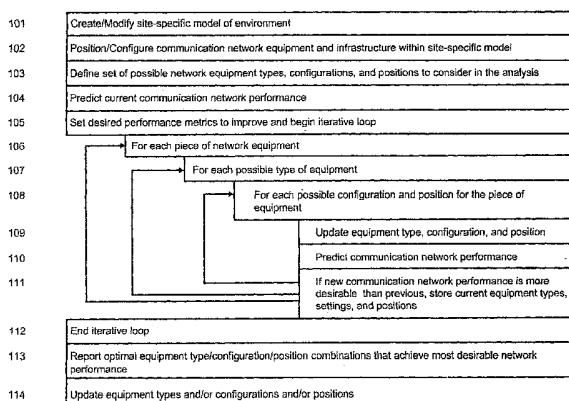 101 Create/Modify site-specific model of environment
102 Position/Configure communication network equipment and infrastructure within site-specific model
103 Define set of possible network equipment types, configurations, and positions to consider in the analysis
104 Predict current communication network performance
105 Set desired performance metrics to improve and begin iterative loop
106 For each piece of network equipment
107 For each possible type of equipment
108 For each possible configuration and position for the piece of
equipment
109 Update equipment type, configuration, and position
110 Predict communication network performance
111 If new communication network performance is more
desirable than previous, store current equipment types,
settings, and positions
112 End iterative loop
113 Report optimal equipment type/configuration/position combinations that achieve most desirable network
performance
114 Update equipment types and/or configurations and/or positions